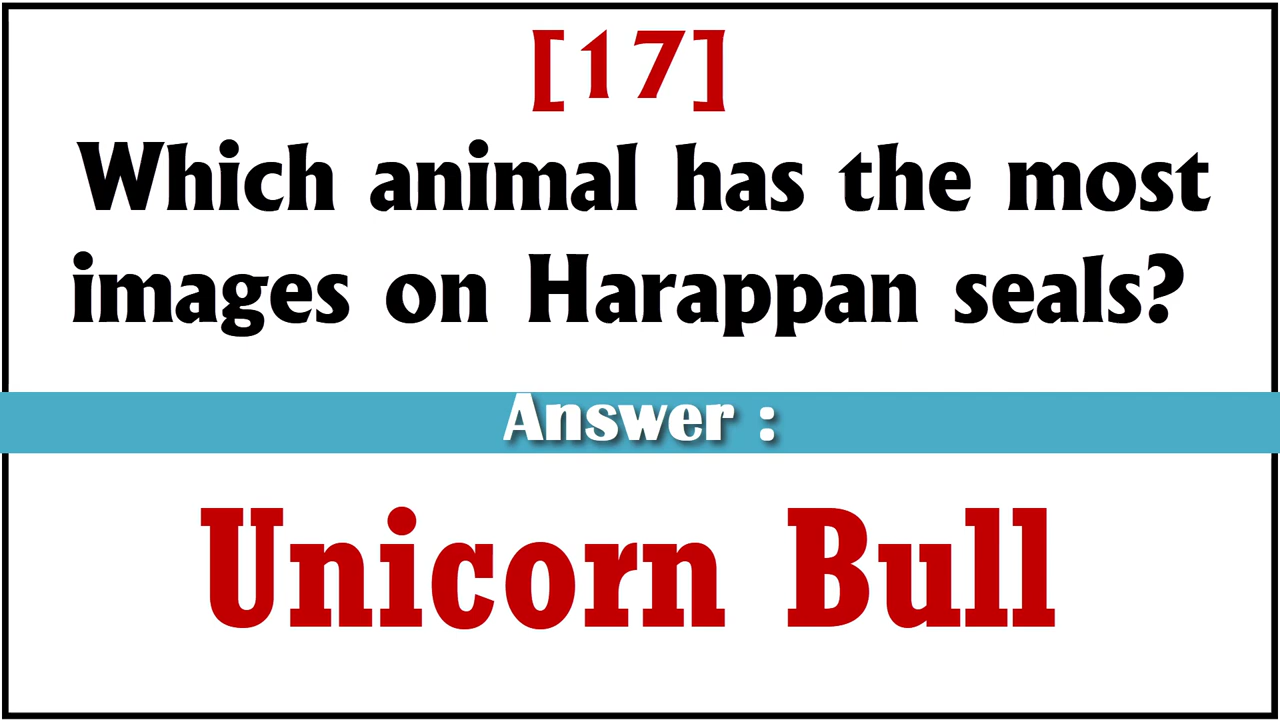 [17]
Which animal has the most
images on Harappan seals?
Answer :
Unicorn Bull